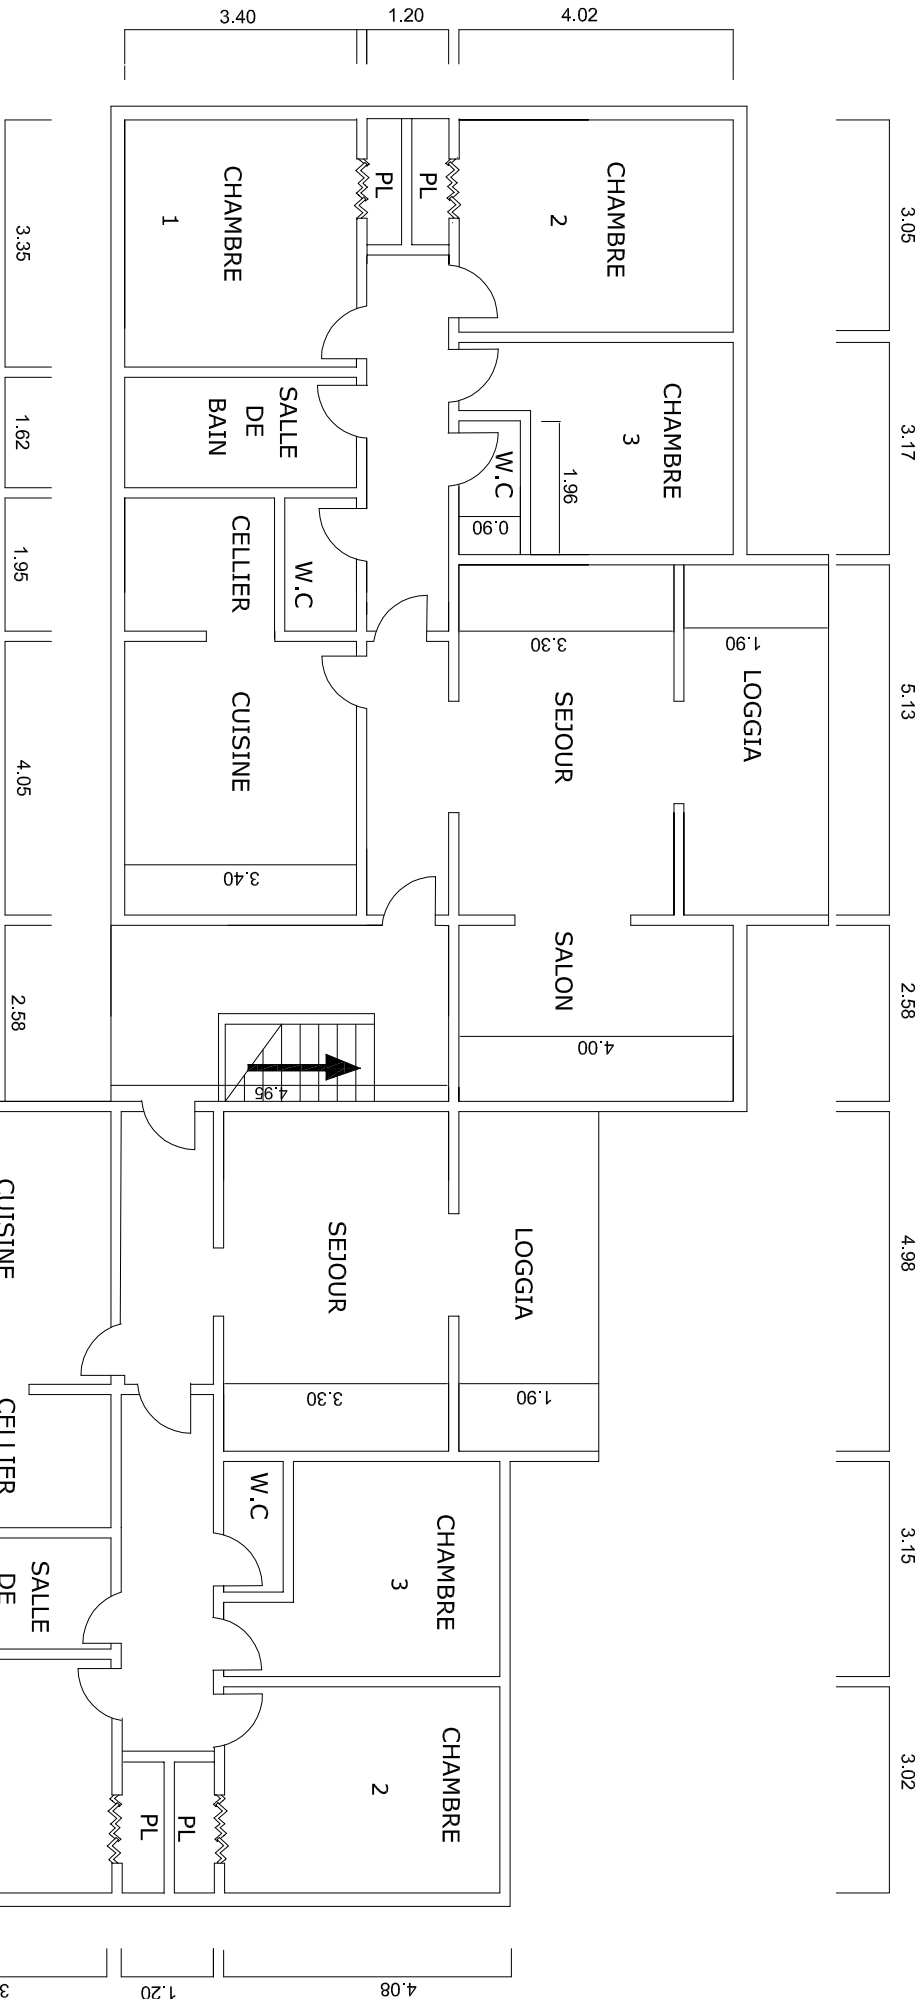 3.40
1.20
4.02
3.05
3.17
5.13
2.58
4.98
3.15
3.02
3.35
1.62
1.95
4.05
2.58
CHAMBRE
1
PL
PL
CHAMBRE
2
SALLE
DE
BAIN
CHAMBRE
3
W.C
1.96
0.90
CELLIER
W.C
3.30
1.90
CUISINE
SEJOUR
LOGGIA
3.40
SALON
4.00
4.95
CUISINE
SEJOUR
LOGGIA
3.30
1.90
CELLIER
W.C
CHAMBRE
3
SALLE
DE
CHAMBRE
2
PL
PL
1.20
4.08